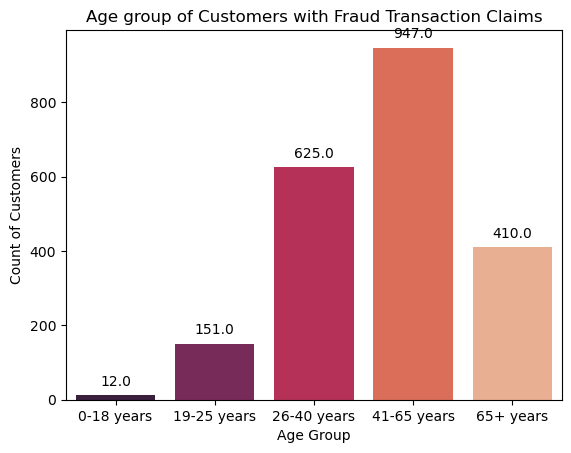 Age group of Customers with Fraud Transaction Claims
947.0
800
625.0
600
Count of Customers
410.0
400
151.0
200
12.0
0
0-18 years 19-25 years 26-40 years 41-65 years 65+ years
Age Group